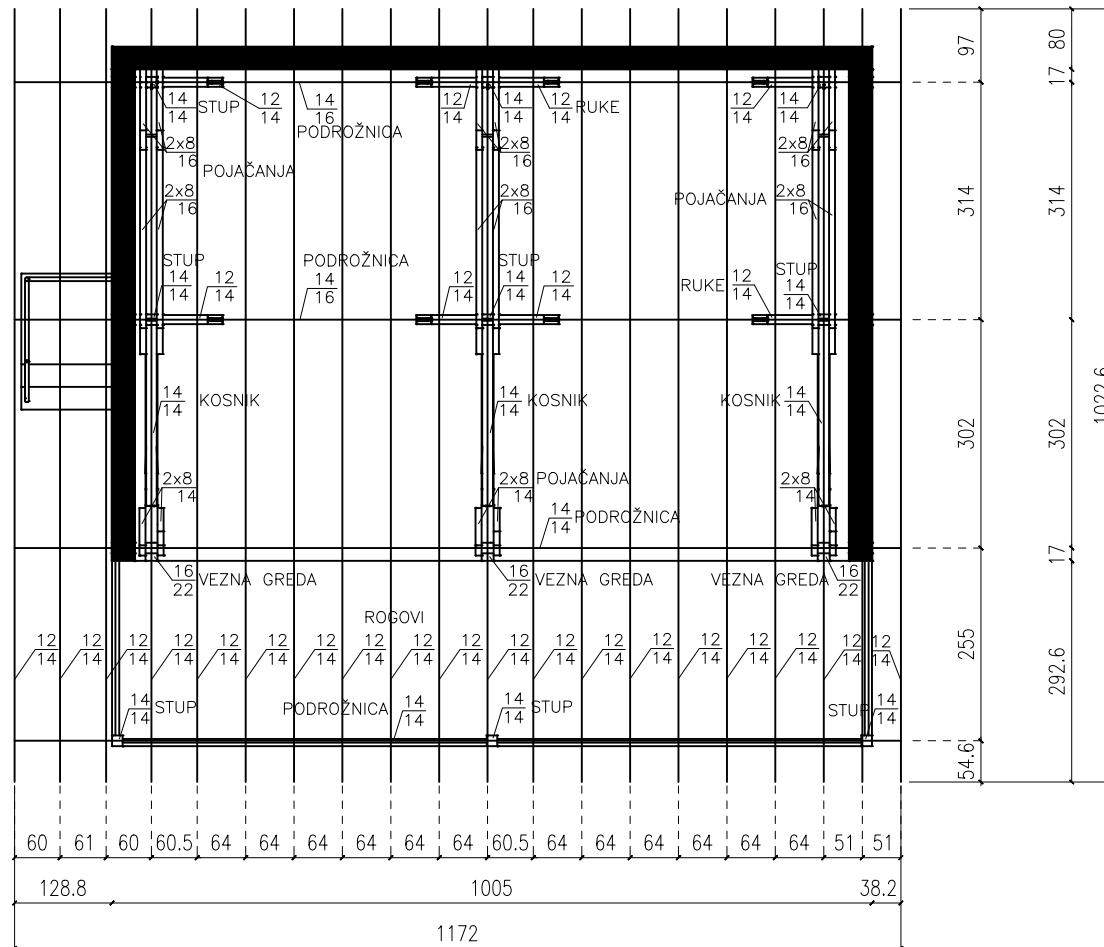 97
80
17
14/14 STUP
12/14
14/16
PODROŽNICA
12/14
14/14
12/14 RUKE
12/14
14/14
2x8/16
2x8/16
2x8/16
POJAČANJA
2x8/16
2x8/16
POJAČANJA 2x8/16
314
314
STUP
PODROŽNICA
STUP
STUP
14/14
12/14
14/16
12/14
14/14
12/14
RUKE 12/14
14/14
1022.6
14/14 KOSNIK
14/14 KOSNIK
KOSNIK 14/14
302
302
2x8/14
2x8/14 POJAČANJA
2x8/14
14/14 PODROŽNICA
17
16/22 VEZNA GREDA
16/22 VEZNA GREDA
VEZNA GREDA 16/22
ROGOVI
12/14 12/14 12/14 12/14 12/14 12/14 12/14 12/14 12/14 12/14 12/14 12/14 12/14 12/14 12/14 12/14 12/14 12/14 12/14
255
292.6
14/14 STUP
PODROŽNICA 14/14
14/14 STUP
STUP 14/14
54.6
60 61 60 60.5 64 64 64 64 64 64 60.5 64 64 64 64 64 64 51 51
128.8 1005 38.2
1172